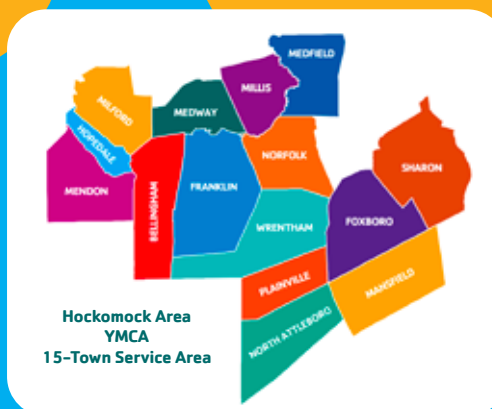 MEDFIELD
MILLIS
MILFORD
MEDWAY
HOPEDALE
NORFOLK
SHARON
MENDON
FRANKLIN
BELLINGHAM
FOXBORO
WRENTHAM
PLAINVILLE
MANSFIELD
NORTH ATTLEBORO
Hockomock Area
YMCA
15-Town Service Area